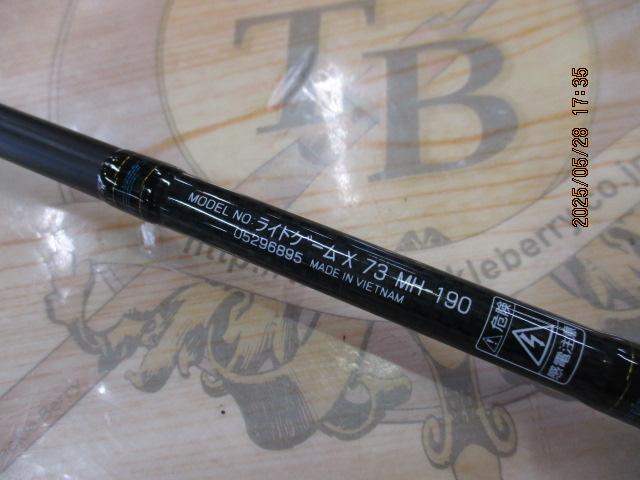 TB
2025/05/28 17:35
MODEL NO. ライトゲームX 73 MH-190
05296895 MADE IN VIETNAM
危険
感電注意